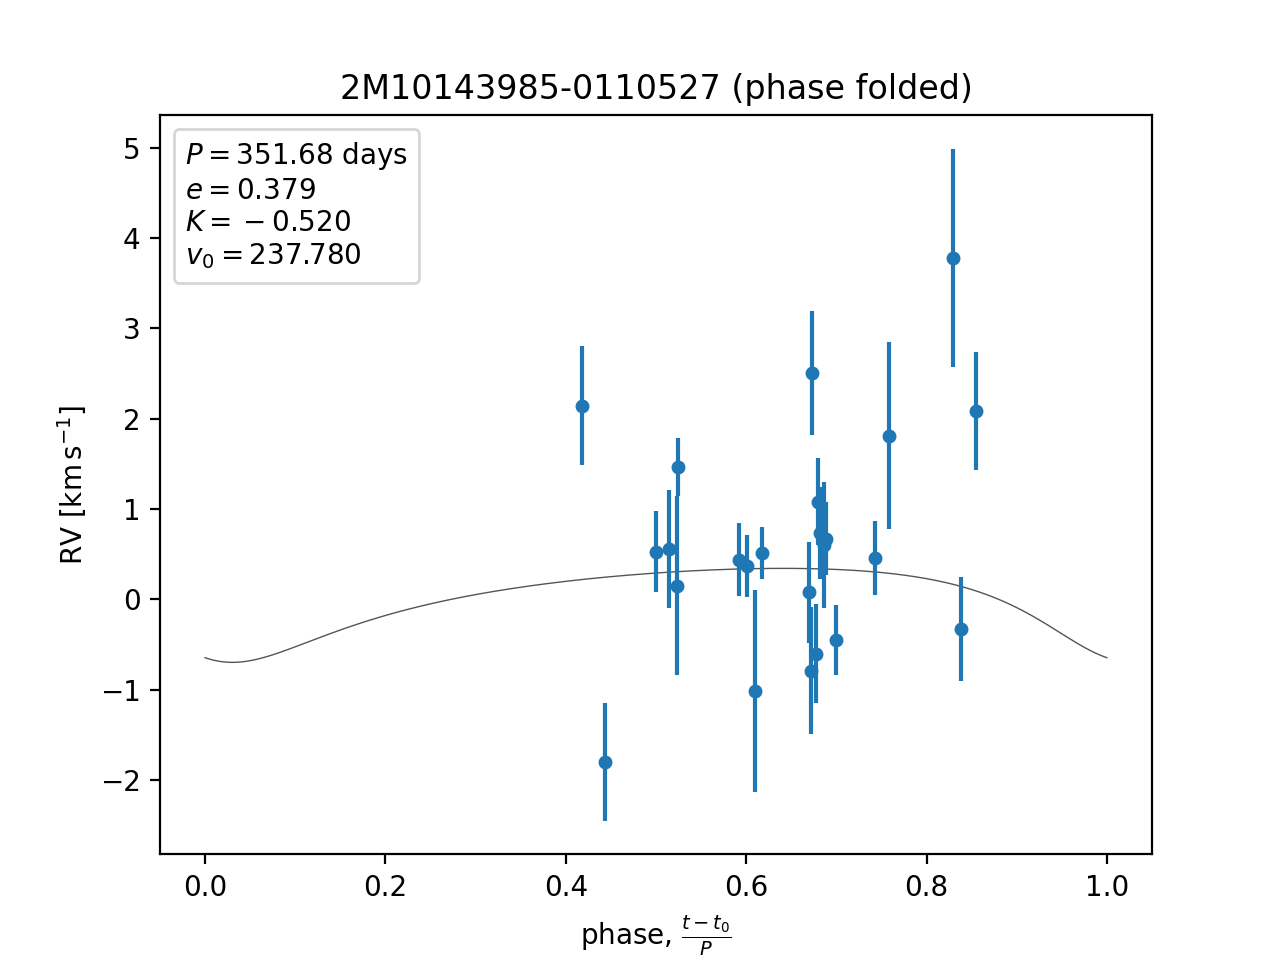 2M10143985-0110527 (phase folded)
P = 351.68 days
e = 0.379
K = −0.520
v₀ = 237.780
RV [km s⁻¹]
5
4
3
2
1
0
−1
−2
0.0 0.2 0.4 0.6 0.8 1.0
phase, (t − t₀)/P